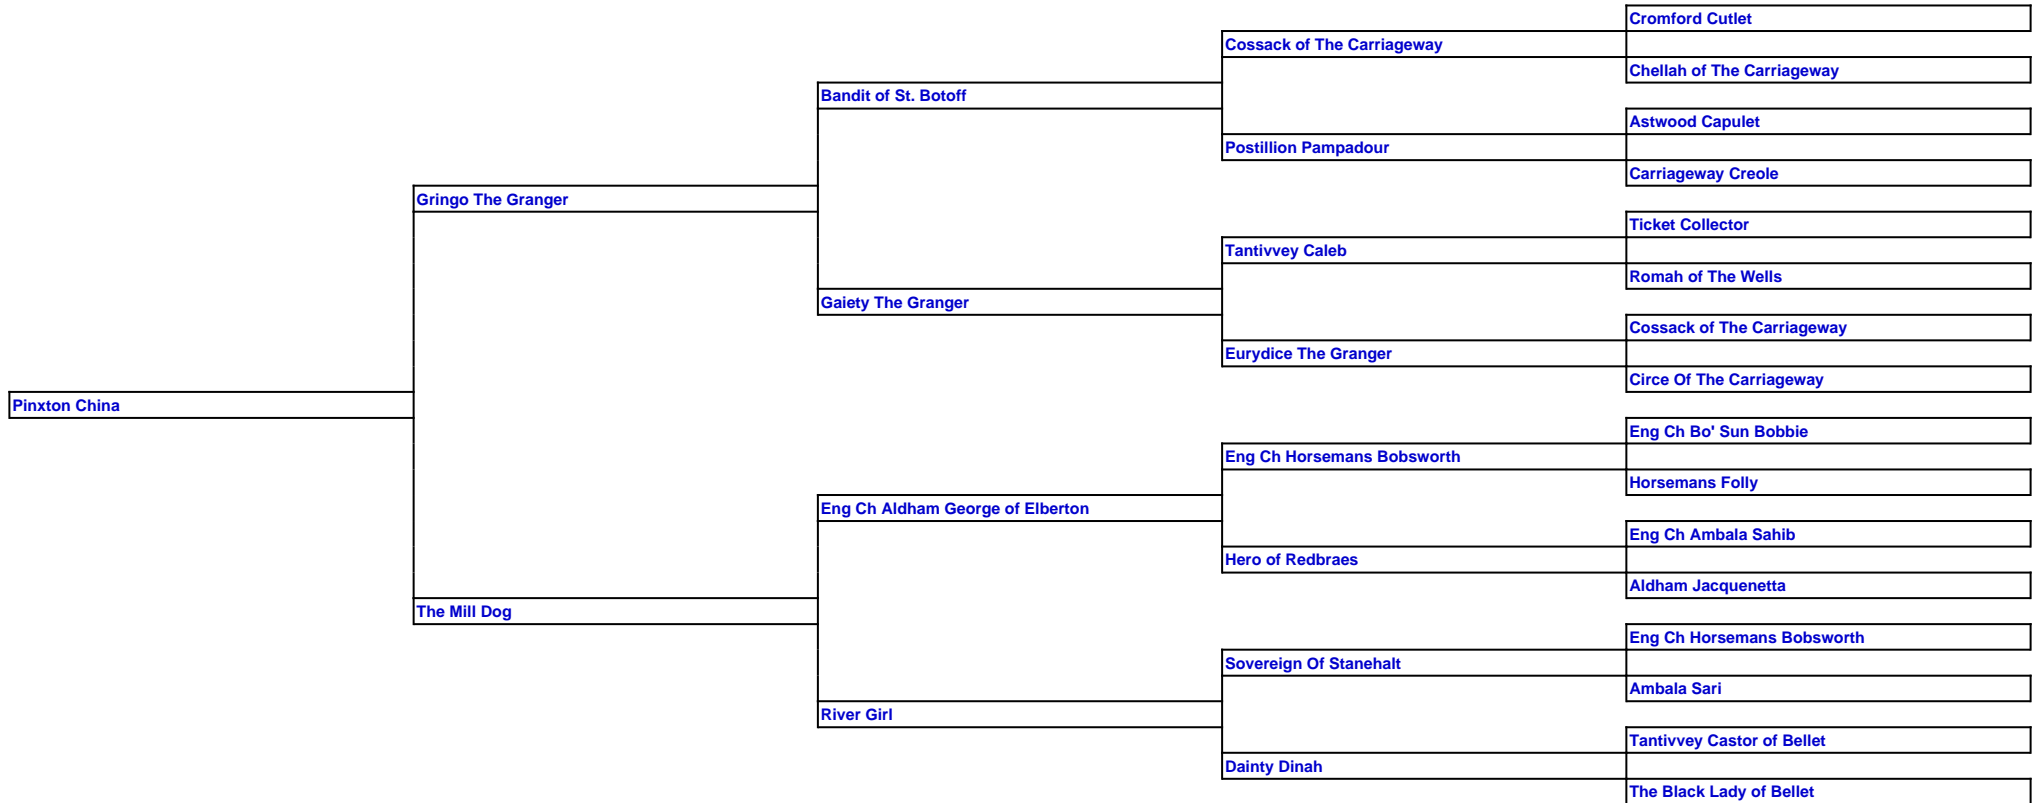 Cromford Cutlet
Cossack of The Carriageway
Chellah of The Carriageway
Bandit of St. Botoff
Astwood Capulet
Postillion Pampadour
Carriageway Creole
Gringo The Granger
Ticket Collector
Tantivvey Caleb
Romah of The Wells
Gaiety The Granger
Cossack of The Carriageway
Eurydice The Granger
Circe Of The Carriageway
Pinxton China
Eng Ch Bo' Sun Bobbie
Eng Ch Horsemans Bobsworth
Horsemans Folly
Eng Ch Aldham George of Elberton
Eng Ch Ambala Sahib
Hero of Redbraes
Aldham Jacquenetta
The Mill Dog
Eng Ch Horsemans Bobsworth
Sovereign Of Stanehalt
Ambala Sari
River Girl
Tantivvey Castor of Bellet
Dainty Dinah
The Black Lady of Bellet